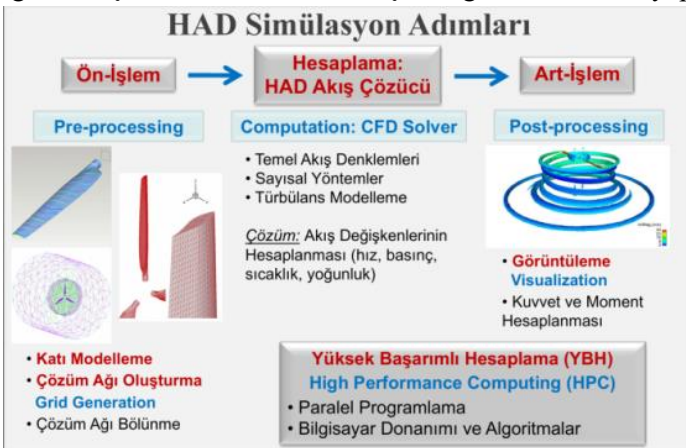 HAD Simülasyon Adımları
Ön-İşlem
Hesaplama:
HAD Akış Çözücü
Art-İşlem
Pre-processing
Computation: CFD Solver
Post-processing
• Temel Akış Denklemleri
• Sayısal Yöntemler
• Türbülans Modelleme
Çözüm: Akış Değişkenlerinin
Hesaplanması (hız, basınç,
sıcaklık, yoğunluk)
• Görüntüleme
Visualization
• Kuvvet ve Moment
Hesaplanması
• Katı Modelleme
• Çözüm Ağı Oluşturma
Grid Generation
• Çözüm Ağı Bölünme
Yüksek Başarımlı Hesaplama (YBH)
High Performance Computing (HPC)
• Paralel Programlama
• Bilgisayar Donanımı ve Algoritmalar